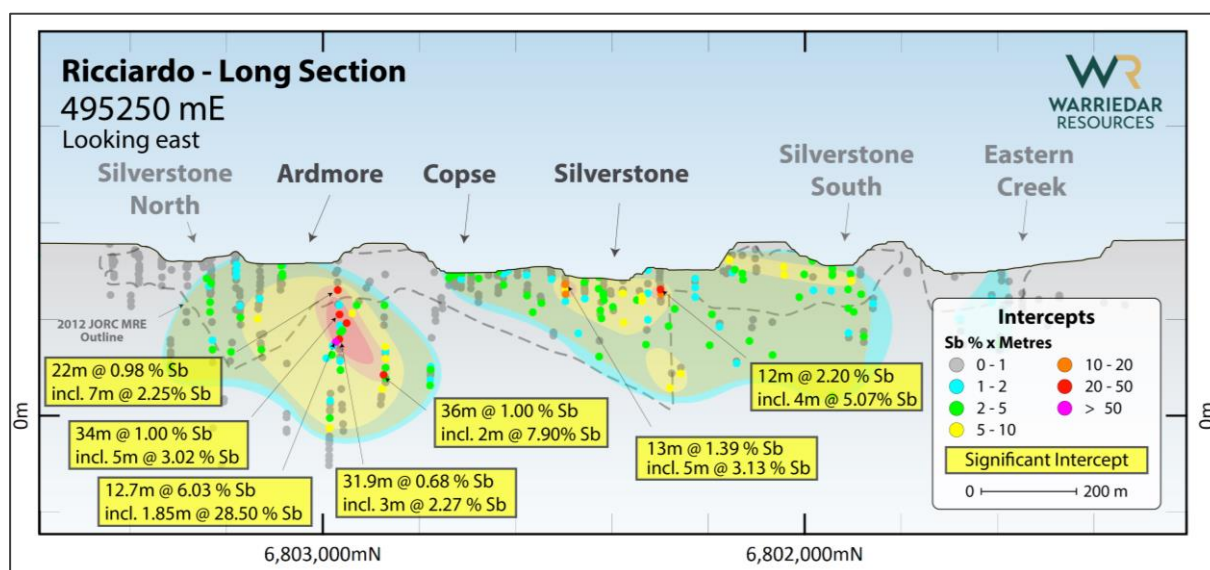 Ricciardo - Long Section
495250 mE
Looking east
WR
WARRIEDAR
RESOURCES
Silverstone
North
Ardmore
Copse
Silverstone
Silverstone
South
Eastern
Creek
2012 JORC MRE
Outline
22m @ 0.98 % Sb
incl. 7m @ 2.25% Sb
34m @ 1.00 % Sb
incl. 5m @ 3.02 % Sb
12.7m @ 6.03 % Sb
incl. 1.85m @ 28.50 % Sb
31.9m @ 0.68 % Sb
incl. 3m @ 2.27 % Sb
36m @ 1.00 % Sb
incl. 2m @ 7.90% Sb
13m @ 1.39 % Sb
incl. 5m @ 3.13 % Sb
12m @ 2.20 % Sb
incl. 4m @ 5.07% Sb
Intercepts
Sb % x Metres
0 - 1
1 - 2
2 - 5
5 - 10
10 - 20
20 - 50
> 50
Significant Intercept
0 200 m
0m
0m
6,803,000mN
6,802,000mN